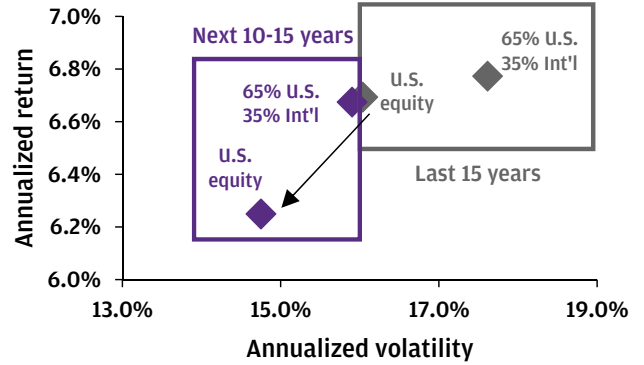 7.0%
6.8%
6.6%
6.4%
6.2%
6.0%
Annualized return
Next 10-15 years
65% U.S.
35% Int'l
U.S.
equity
U.S.
equity
65% U.S.
35% Int'l
Last 15 years
13.0%
15.0%
17.0%
19.0%
Annualized volatility